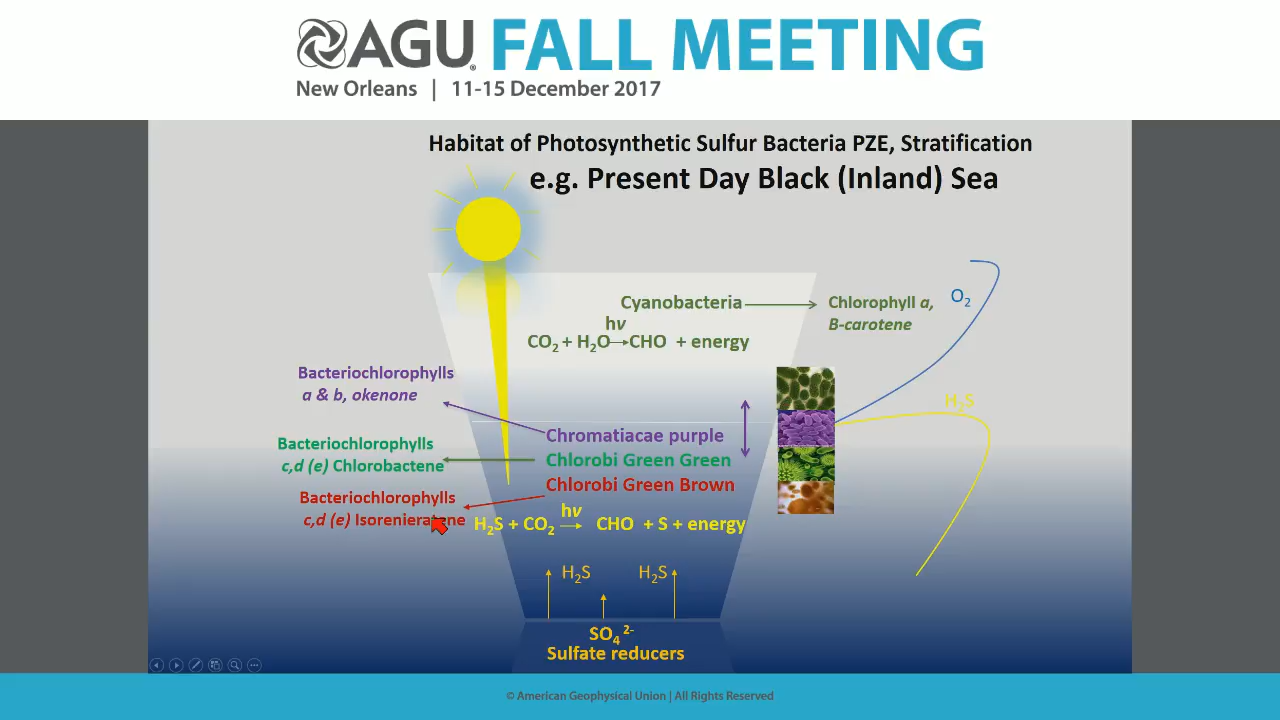 AGU FALL MEETING
New Orleans | 11-15 December 2017
Habitat of Photosynthetic Sulfur Bacteria PZE, Stratification
e.g. Present Day Black (Inland) Sea
Cyanobacteria
Chlorophyll a,
B-carotene
O₂
hν
CO₂ + H₂O → CHO + energy
Bacteriochlorophylls
a & b, okenone
H₂S
Chromatiacae purple
Bacteriochlorophylls
c,d (e) Chlorobactene
Chlorobi Green Green
Chlorobi Green Brown
Bacteriochlorophylls
c,d (e) Isorenieratene
hν
H₂S + CO₂ → CHO + S + energy
H₂S H₂S
SO₄²⁻
Sulfate reducers
© American Geophysical Union | All Rights Reserved